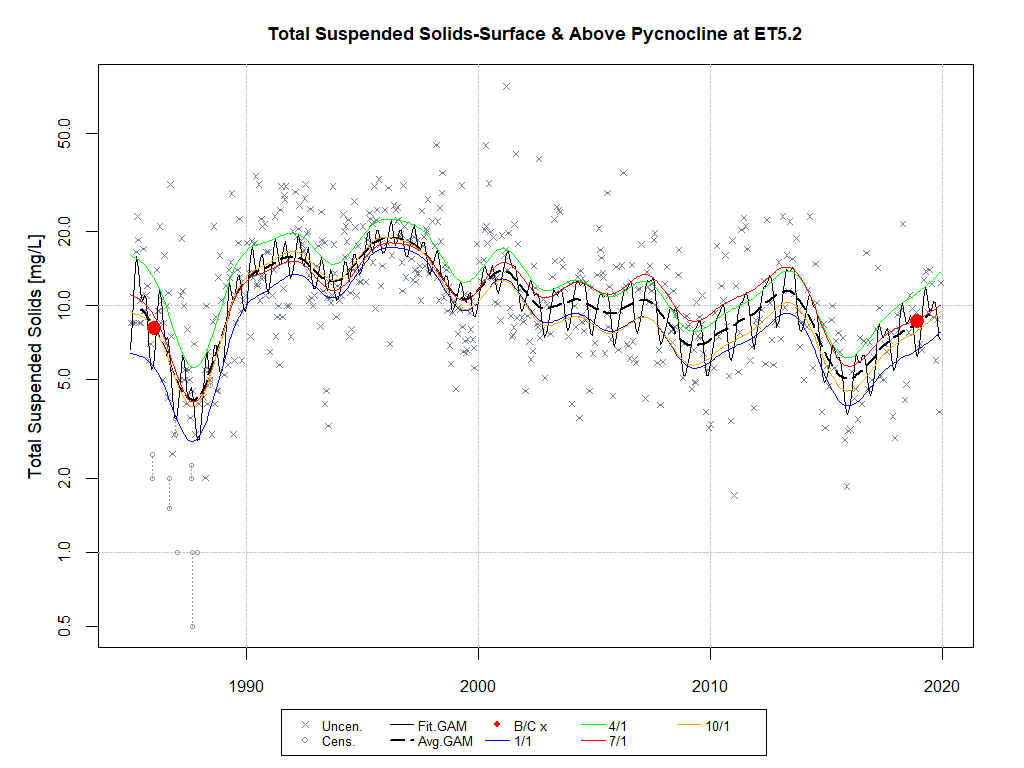 Total Suspended Solids-Surface & Above Pycnocline at ET5.2
Total Suspended Solids [mg/L]
50.0
20.0
10.0
5.0
2.0
1.0
0.5
1990 2000 2010 2020
Uncen. Fit.GAM B/C x 4/1 10/1
Cens. Avg.GAM 1/1 7/1